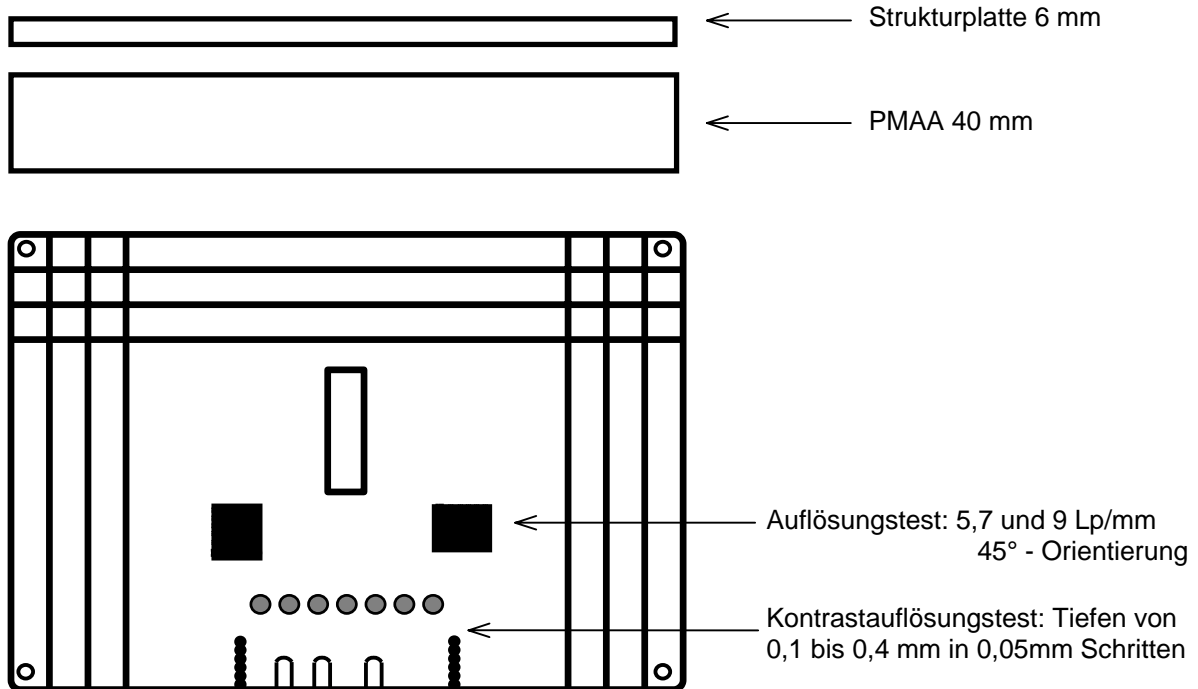 Strukturplatte 6 mm
PMAA 40 mm
Auflösungstest: 5,7 und 9 Lp/mm
45° - Orientierung
Kontrastauflösungstest: Tiefen von
0,1 bis 0,4 mm in 0,05mm Schritten